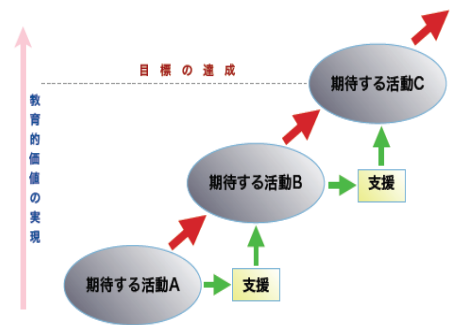 目標の達成
期待する活動C
教育的価値の実現
期待する活動B
支援
期待する活動A
支援